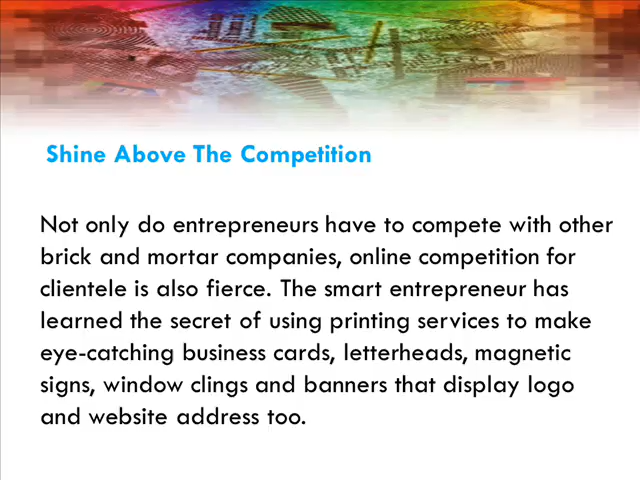 Shine Above The Competition
Not only do entrepreneurs have to compete with other
brick and mortar companies, online competition for
clientele is also fierce. The smart entrepreneur has
learned the secret of using printing services to make
eye-catching business cards, letterheads, magnetic
signs, window clings and banners that display logo
and website address too.